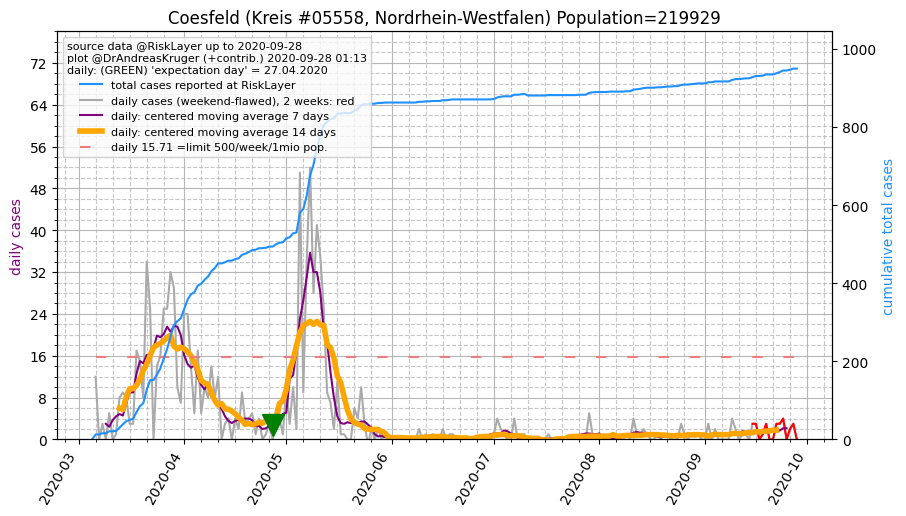 Coesfeld (Kreis #05558, Nordrhein-Westfalen) Population=219929
source data @RiskLayer up to 2020-09-28
plot @DrAndreasKruger (+contrib.) 2020-09-28 01:13
daily: (GREEN) 'expectation day' = 27.04.2020
total cases reported at RiskLayer
daily cases (weekend-flawed), 2 weeks: red
daily: centered moving average 7 days
daily: centered moving average 14 days
daily 15.71 =limit 500/week/1mio pop.
daily cases
72
64
56
48
40
32
24
16
8
0
1000
800
600
400
200
0
cumulative total cases
2020-03
2020-04
2020-05
2020-06
2020-07
2020-08
2020-09
2020-10